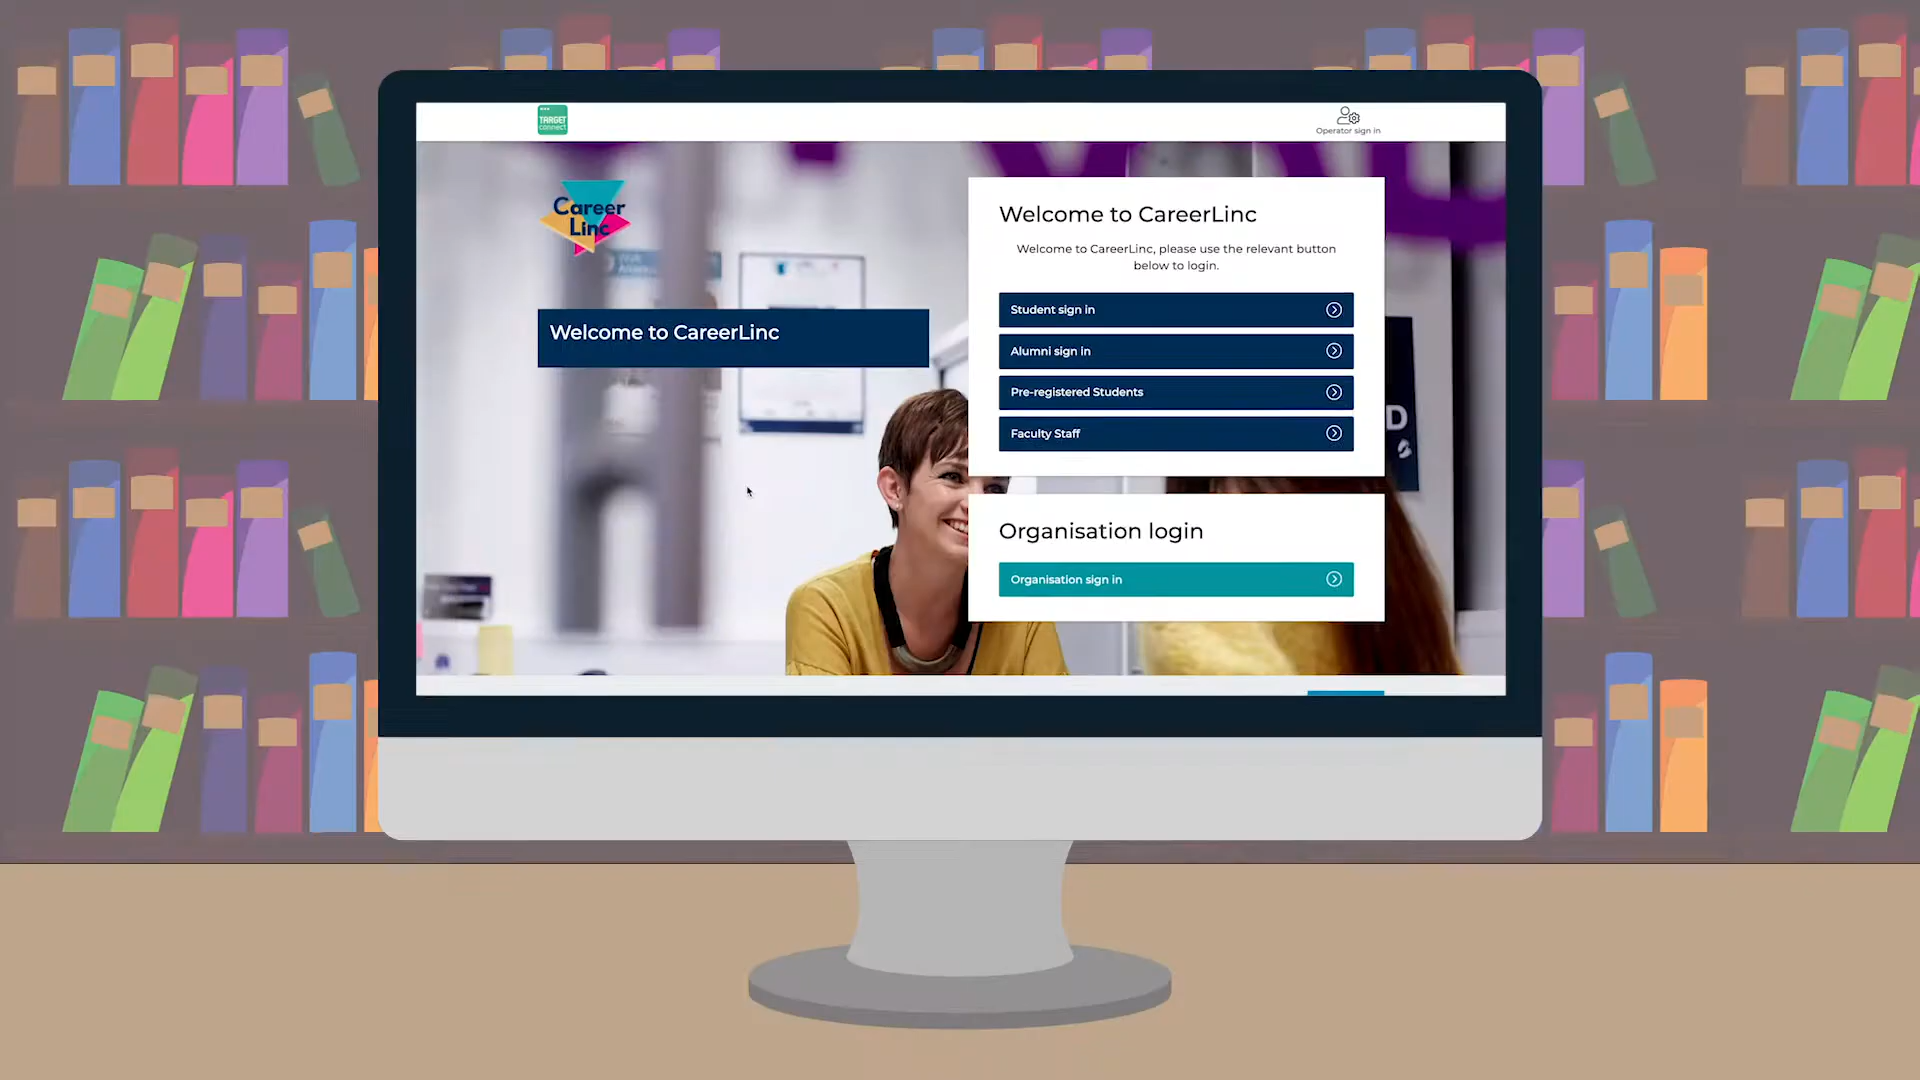 TARGET
connect
Operator sign in
Career
Linc
Welcome to CareerLinc
Welcome to CareerLinc
Welcome to CareerLinc, please use the relevant button
below to login.
Student sign in
Alumni sign in
Pre-registered Students
Faculty Staff
D
Organisation login
Organisation sign in